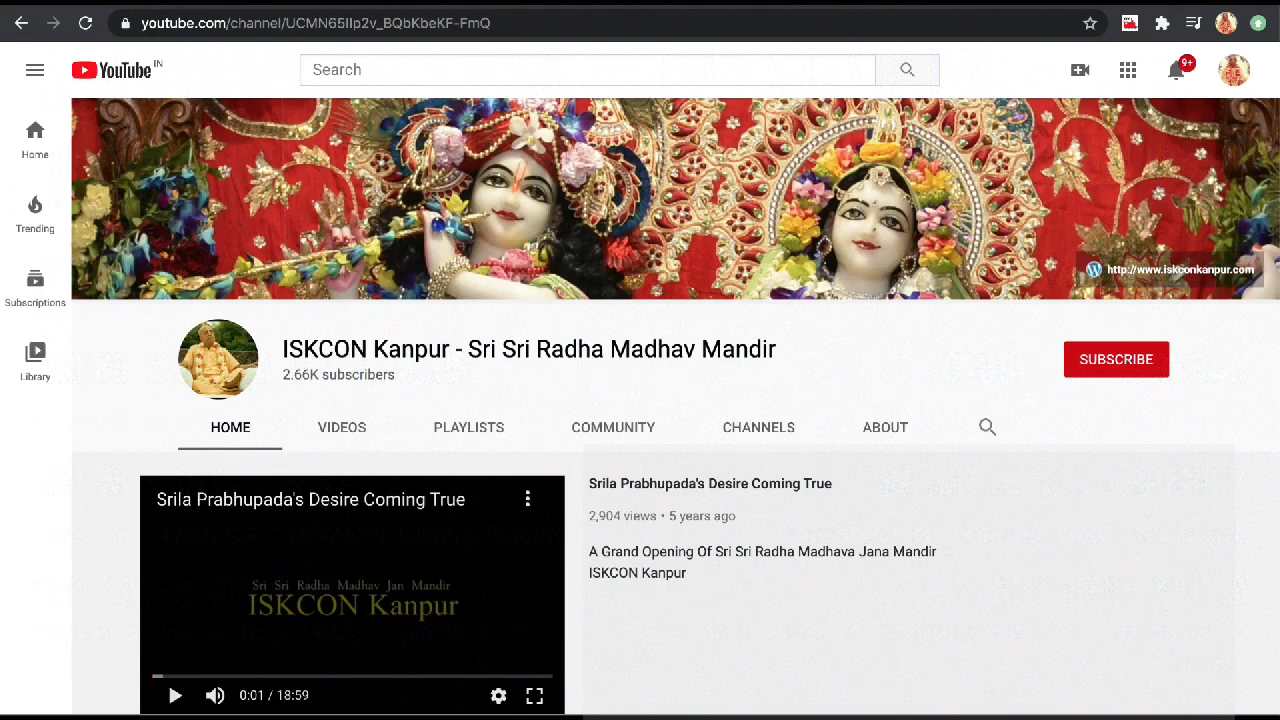 youtube.com/channel/UCMN65IIp2v_BQbKbeKF-FmQ
YouTube IN
Search
9+
Home
Trending
Subscriptions
Library
http://www.iskconkanpur.com
ISKCON Kanpur - Sri Sri Radha Madhav Mandir
2.66K subscribers
SUBSCRIBE
HOME VIDEOS PLAYLISTS COMMUNITY CHANNELS ABOUT
Srila Prabhupada's Desire Coming True
Sri Sri Radha Madhav Jan Mandir
ISKCON Kanpur
0:01 / 18:59
Srila Prabhupada's Desire Coming True
2,904 views • 5 years ago
A Grand Opening Of Sri Sri Radha Madhava Jana Mandir
ISKCON Kanpur